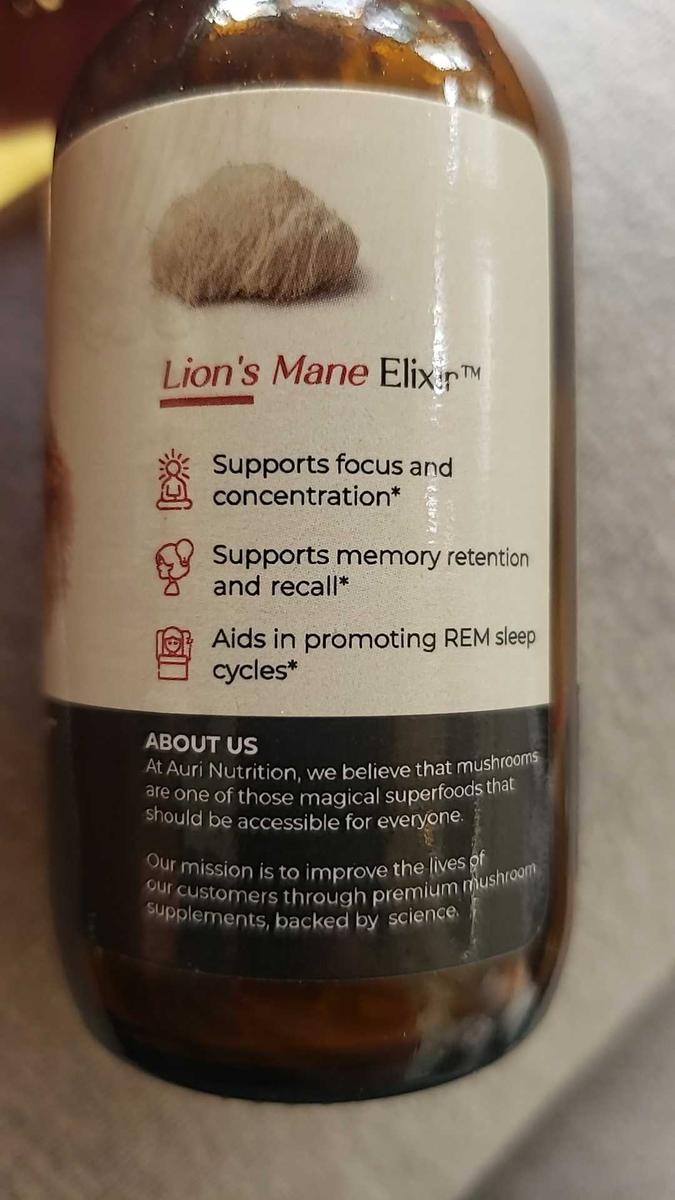 Lion's Mane Elixir™
Supports focus and
concentration*
Supports memory retention
and recall*
Aids in promoting REM sleep
cycles*
ABOUT US
At Auri Nutrition, we believe that mushrooms
are one of those magical superfoods that
should be accessible for everyone.
Our mission is to improve the lives of
our customers through premium mushroom
supplements, backed by science.